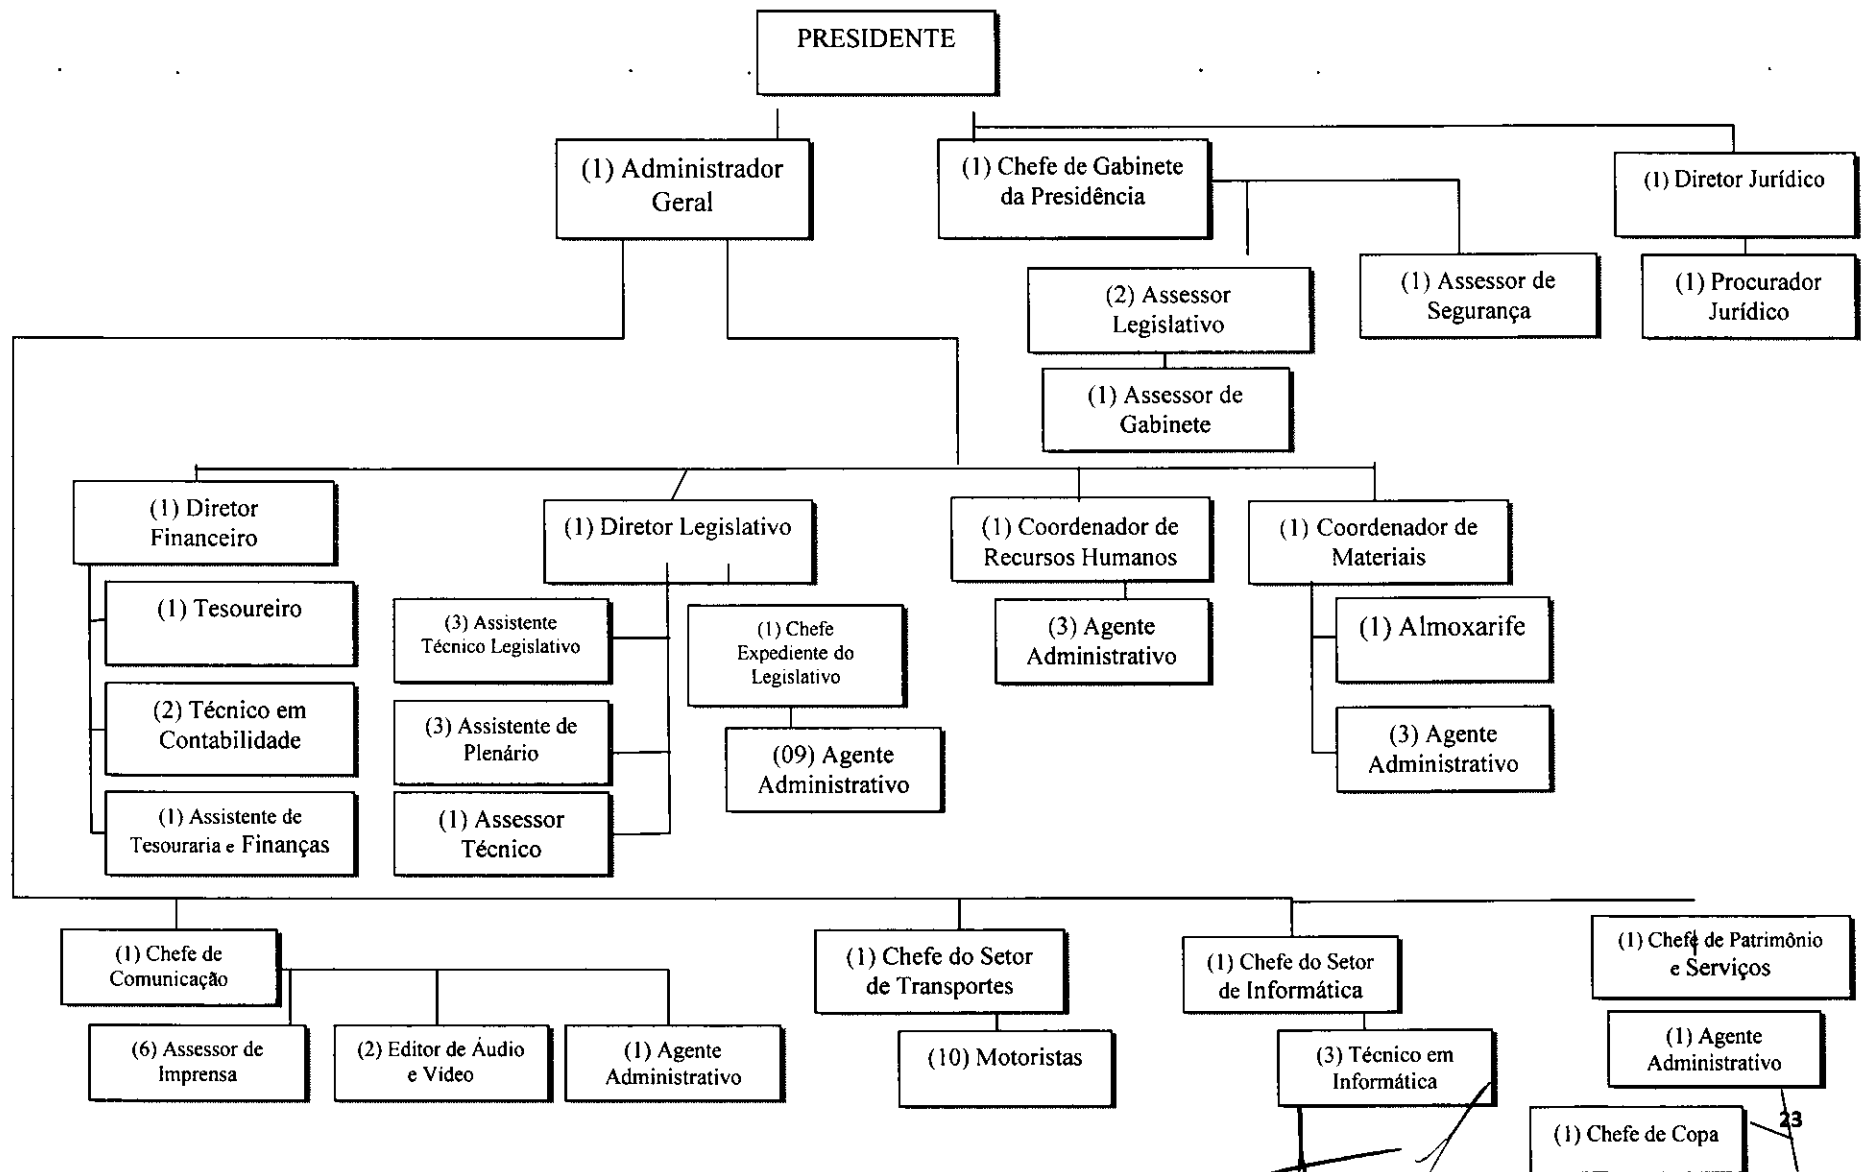 PRESIDENTE
(1) Administrador
Geral
(1) Chefe de Gabinete
da Presidência
(1) Diretor Jurídico
(2) Assessor
Legislativo
(1) Assessor de
Segurança
(1) Procurador
Jurídico
(1) Assessor de
Gabinete
(1) Diretor
Financeiro
(1) Diretor Legislativo
(1) Coordenador de
Recursos Humanos
(1) Coordenador de
Materiais
(1) Tesoureiro
(3) Assistente
Técnico Legislativo
(1) Chefe
Expediente do
Legislativo
(3) Agente
Administrativo
(1) Almoxarife
(2) Técnico em
Contabilidade
(3) Assistente de
Plenário
(09) Agente
Administrativo
(3) Agente
Administrativo
(1) Assistente de
Tesouraria e Finanças
(1) Assessor
Técnico
(1) Chefe de
Comunicação
(1) Chefe do Setor
de Transportes
(1) Chefe do Setor
de Informática
(1) Chefe de Patrimônio
e Serviços
(6) Assessor de
Imprensa
(2) Editor de Áudio
e Video
(1) Agente
Administrativo
(10) Motoristas
(3) Técnico em
Informática
(1) Agente
Administrativo
(1) Chefe de Copa
23